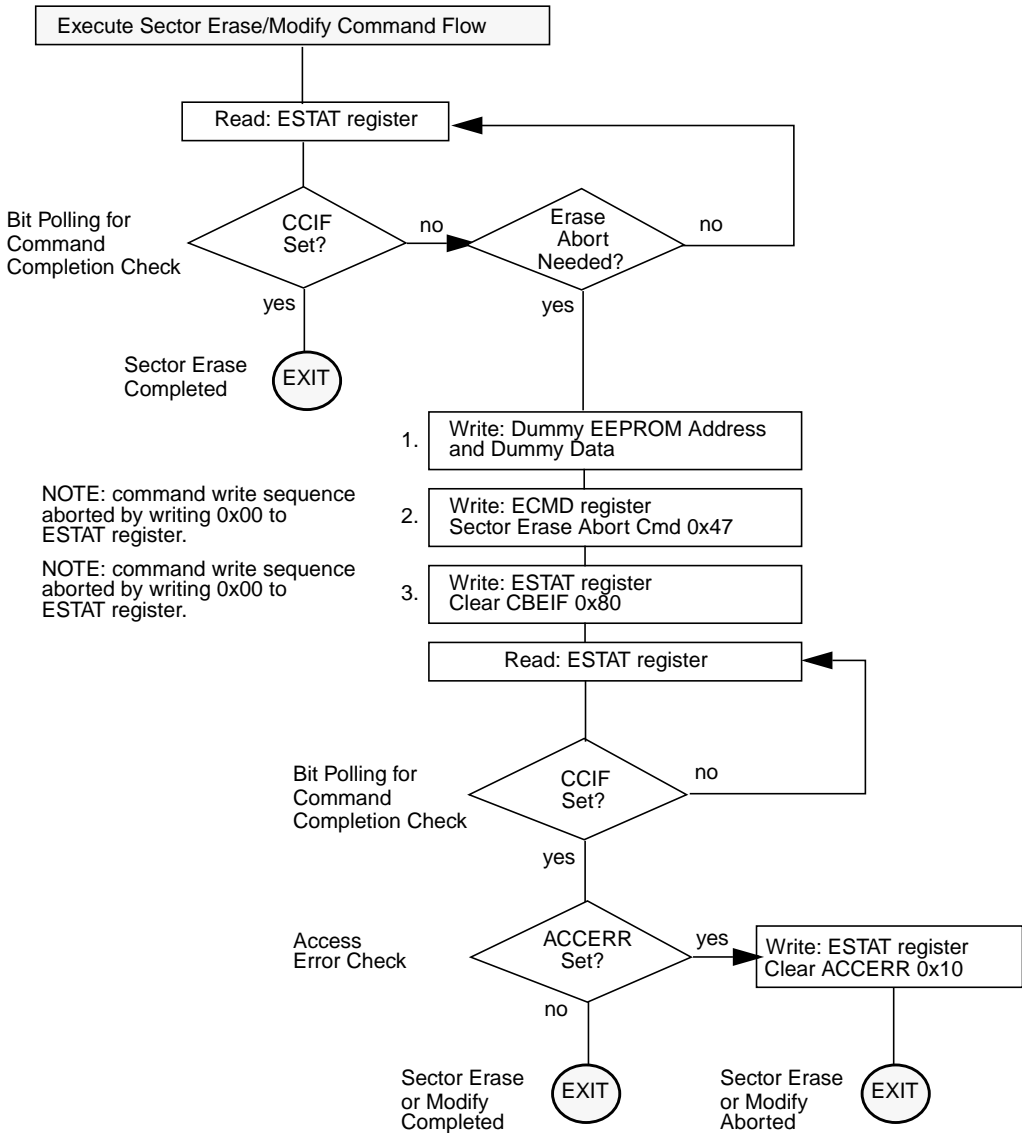 Execute Sector Erase/Modify Command Flow
Read: ESTAT register
Bit Polling for
Command
Completion Check
CCIF
Set?
no
Erase
Abort
Needed?
no
yes
yes
Sector Erase
Completed
EXIT
1.
Write: Dummy EEPROM Address
and Dummy Data
NOTE: command write sequence
aborted by writing 0x00 to
ESTAT register.
2.
Write: ECMD register
Sector Erase Abort Cmd 0x47
NOTE: command write sequence
aborted by writing 0x00 to
ESTAT register.
3.
Write: ESTAT register
Clear CBEIF 0x80
Read: ESTAT register
Bit Polling for
Command
Completion Check
CCIF
Set?
no
yes
Access
Error Check
ACCERR
Set?
yes
Write: ESTAT register
Clear ACCERR 0x10
no
Sector Erase
or Modify
Completed
EXIT
Sector Erase
or Modify
Aborted
EXIT